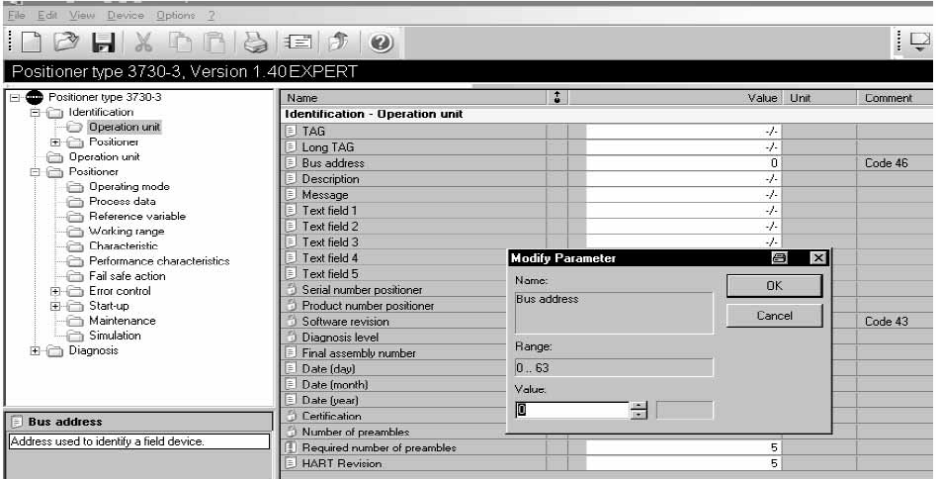 File Edit View Device Options ?
Positioner type 3730-3, Version 1.40EXPERT
Positioner type 3730-3
Identification
Operation unit
Positioner
Operation unit
Positioner
Operating mode
Process data
Reference variable
Working range
Characteristic
Performance characteristics
Fail safe action
Error control
Start-up
Maintenance
Simulation
Diagnosis
Bus address
Address used to identify a field device.
Name Value Unit Comment
Identification - Operation unit
TAG -/-
Long TAG -/-
Bus address 0 Code 46
Description -/-
Message -/-
Text field 1 -/-
Text field 2 -/-
Text field 3 -/-
Text field 4
Text field 5
Serial number positioner
Product number positioner
Software revision Code 43
Diagnosis level
Final assembly number
Date (day)
Date (month)
Date (year)
Certification
Number of preambles
Required number of preambles 5
HART Revision 5
Modify Parameter
Name:
Bus address
OK
Cancel
Range:
0 .. 63
Value:
0